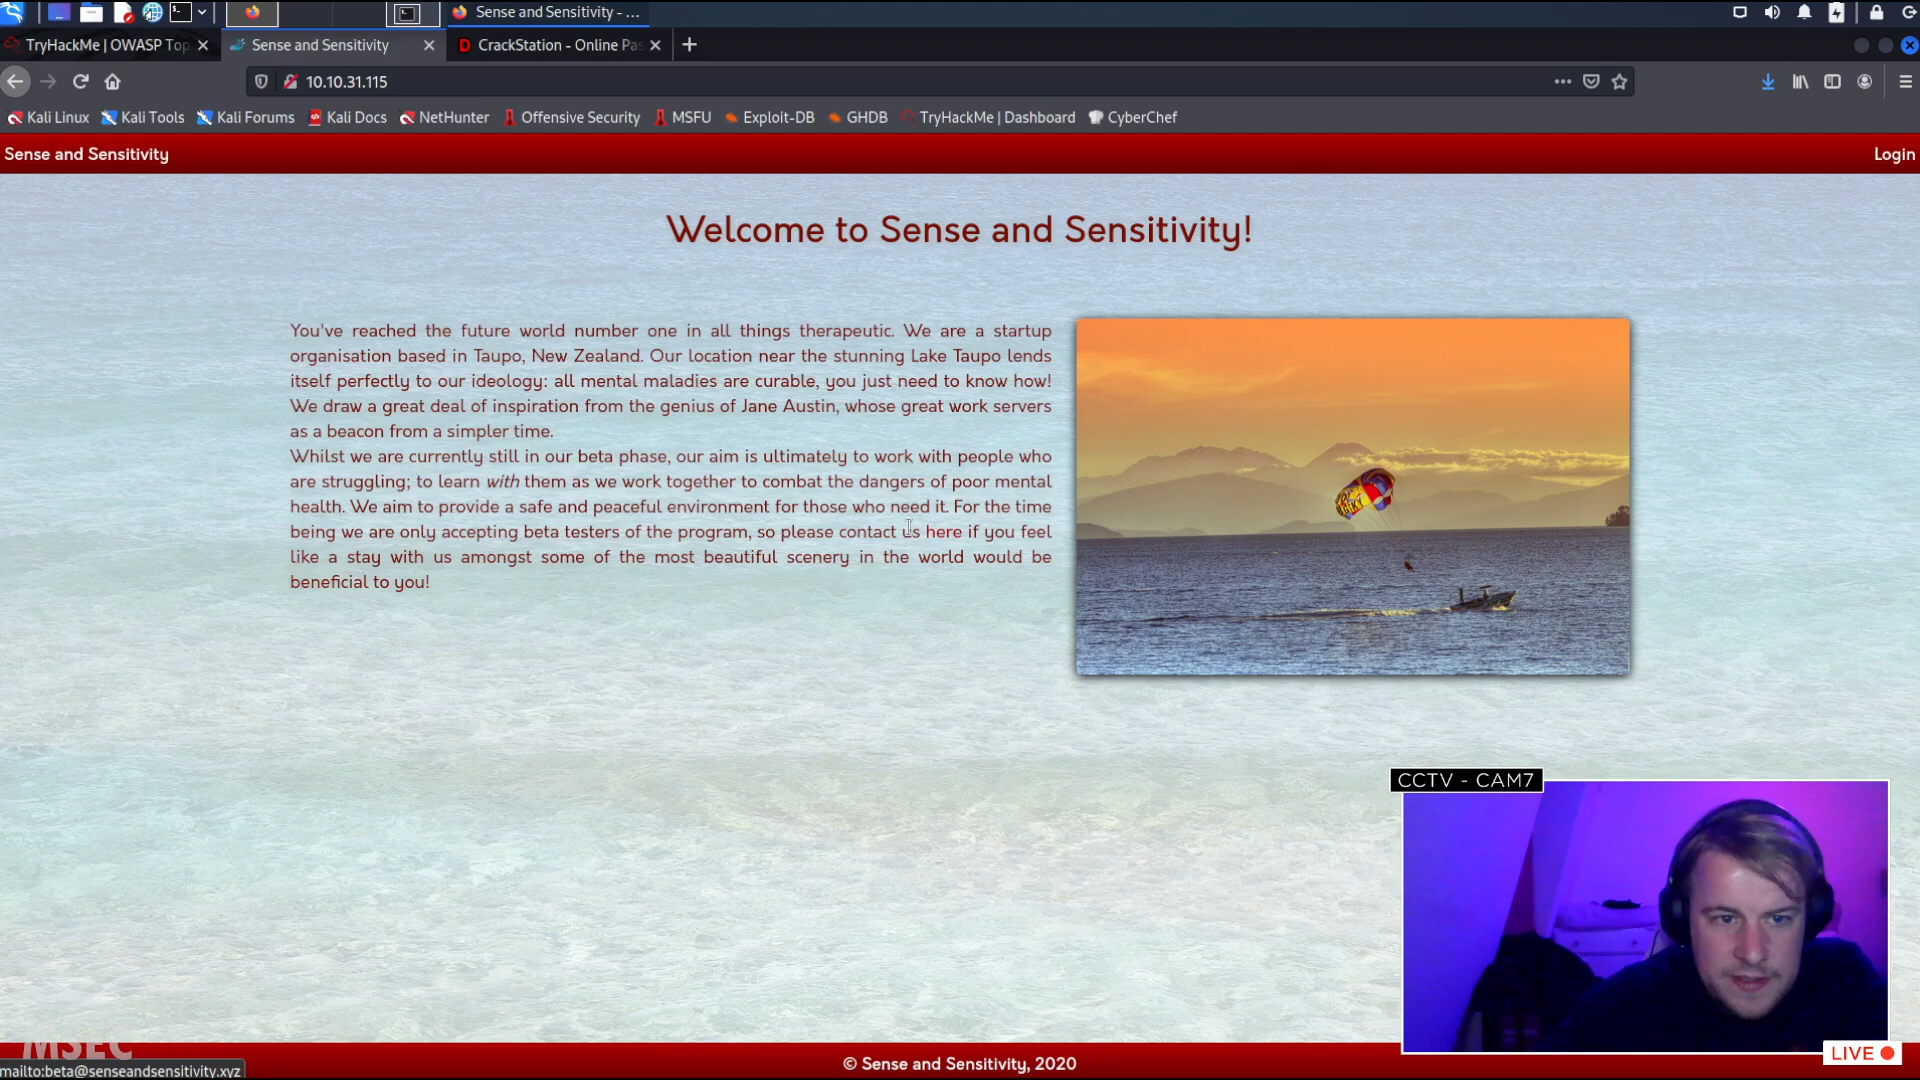 Sense and Sensitivity - ...
TryHackMe | OWASP Top
Sense and Sensitivity
CrackStation - Online Pa
10.10.31.115
Kali Linux Kali Tools Kali Forums Kali Docs NetHunter Offensive Security MSFU Exploit-DB GHDB TryHackMe | Dashboard CyberChef
Sense and Sensitivity
Login
Welcome to Sense and Sensitivity!
You've reached the future world number one in all things therapeutic. We are a startup
organisation based in Taupo, New Zealand. Our location near the stunning Lake Taupo lends
itself perfectly to our ideology: all mental maladies are curable, you just need to know how!
We draw a great deal of inspiration from the genius of Jane Austin, whose great work servers
as a beacon from a simpler time.
Whilst we are currently still in our beta phase, our aim is ultimately to work with people who
are struggling; to learn with them as we work together to combat the dangers of poor mental
health. We aim to provide a safe and peaceful environment for those who need it. For the time
being we are only accepting beta testers of the program, so please contact us here if you feel
like a stay with us amongst some of the most beautiful scenery in the world would be
beneficial to you!
CCTV - CAM7
LIVE
MSEC
mailto:beta@senseandsensitivity.xyz
© Sense and Sensitivity, 2020